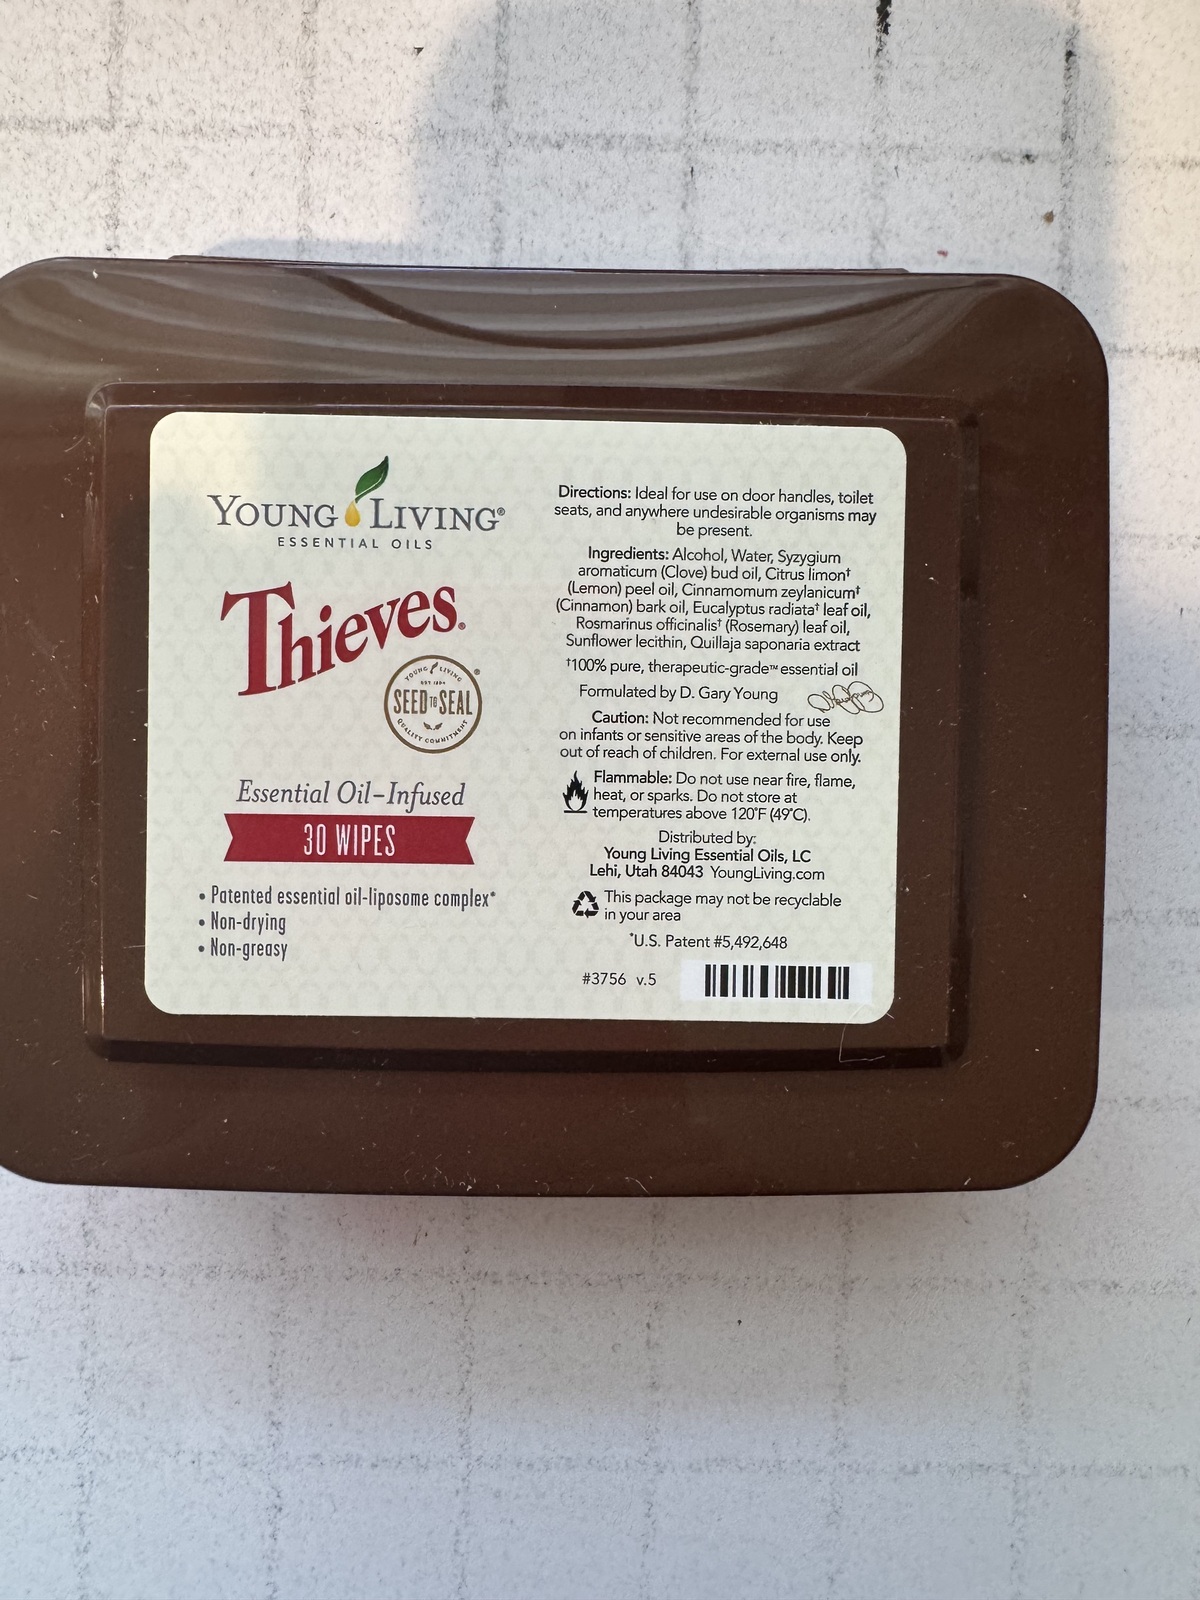 YOUNG LIVING®
ESSENTIAL OILS
Thieves®
YOUNG LIVING
EST 1994
SEED TO SEAL®
QUALITY COMMITMENT
Essential Oil-Infused
30 WIPES
• Patented essential oil-liposome complex*
• Non-drying
• Non-greasy
Directions: Ideal for use on door handles, toilet
seats, and anywhere undesirable organisms may
be present.
Ingredients: Alcohol, Water, Syzygium
aromaticum (Clove) bud oil, Citrus limon†
(Lemon) peel oil, Cinnamomum zeylanicum†
(Cinnamon) bark oil, Eucalyptus radiata† leaf oil,
Rosmarinus officinalis† (Rosemary) leaf oil,
Sunflower lecithin, Quillaja saponaria extract
†100% pure, therapeutic-grade™ essential oil
Formulated by D. Gary Young
Caution: Not recommended for use
on infants or sensitive areas of the body. Keep
out of reach of children. For external use only.
Flammable: Do not use near fire, flame,
heat, or sparks. Do not store at
temperatures above 120°F (49°C).
Distributed by:
Young Living Essential Oils, LC
Lehi, Utah 84043 YoungLiving.com
This package may not be recyclable
in your area
*U.S. Patent #5,492,648
#3756 v.5